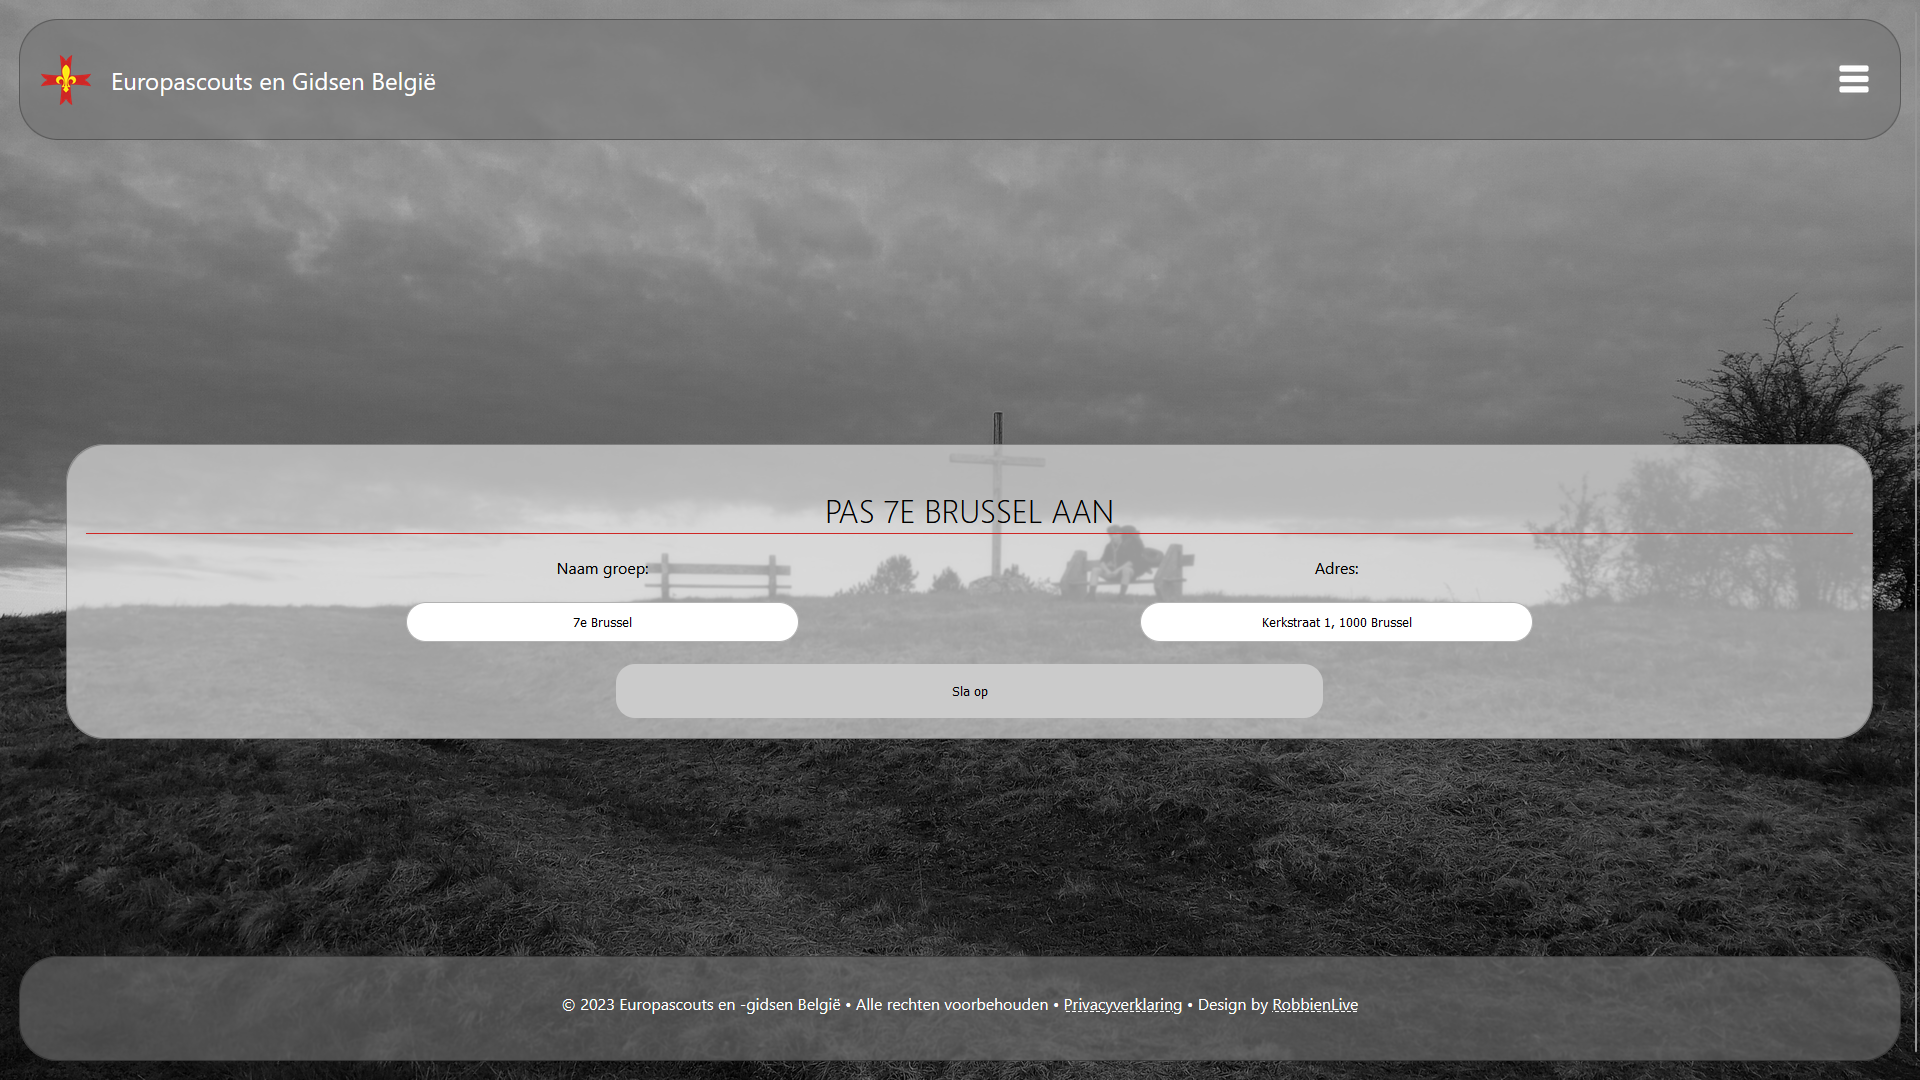 Europascouts en Gidsen België
PAS 7E BRUSSEL AAN
Naam groep:
Adres:
7e Brussel
Kerkstraat 1, 1000 Brussel
Sla op
© 2023 Europascouts en -gidsen België • Alle rechten voorbehouden • Privacyverklaring • Design by RobbienLive